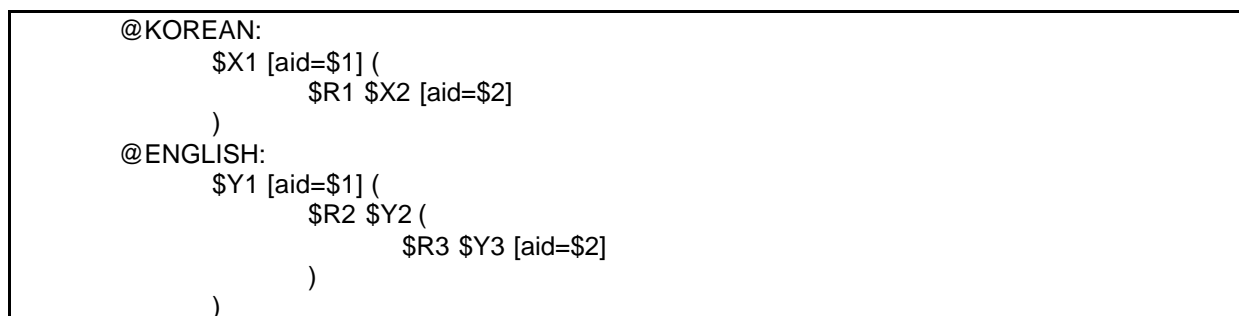 @KOREAN:
$X1 [aid=$1] (
$R1 $X2 [aid=$2]
)
@ENGLISH:
$Y1 [aid=$1] (
$R2 $Y2 (
$R3 $Y3 [aid=$2]
)
)